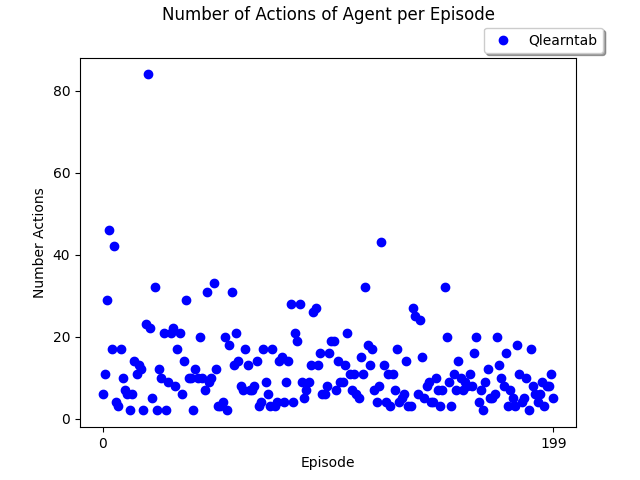 Number of Actions of Agent per Episode
Qlearntab
80
60
40
20
0
Number Actions
0
199
Episode